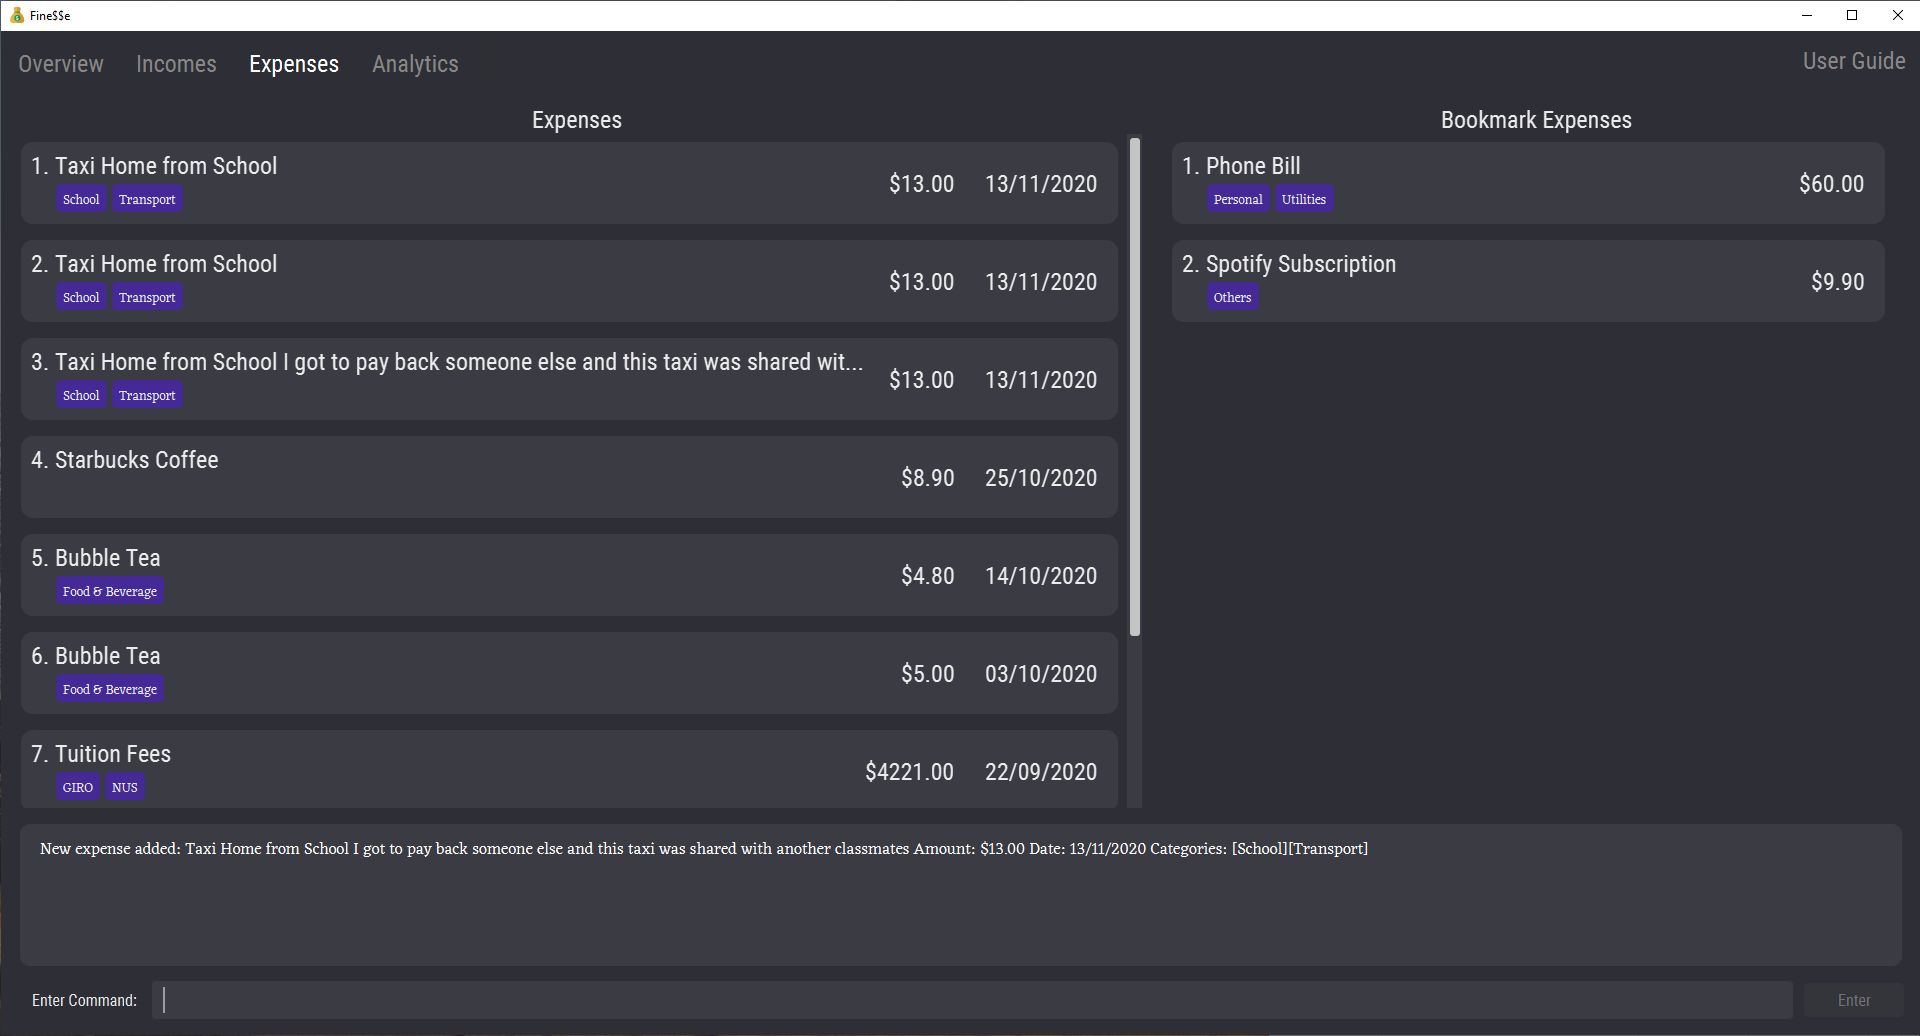 Fine$$e
Overview Incomes Expenses Analytics User Guide
Expenses
1. Taxi Home from School
School Transport
$13.00 13/11/2020
2. Taxi Home from School
School Transport
$13.00 13/11/2020
3. Taxi Home from School I got to pay back someone else and this taxi was shared wit...
School Transport
$13.00 13/11/2020
4. Starbucks Coffee
$8.90 25/10/2020
5. Bubble Tea
Food & Beverage
$4.80 14/10/2020
6. Bubble Tea
Food & Beverage
$5.00 03/10/2020
7. Tuition Fees
GIRO NUS
$4221.00 22/09/2020
Bookmark Expenses
1. Phone Bill
Personal Utilities
$60.00
2. Spotify Subscription
Others
$9.90
New expense added: Taxi Home from School I got to pay back someone else and this taxi was shared with another classmates Amount: $13.00 Date: 13/11/2020 Categories: [School][Transport]
Enter Command:
Enter